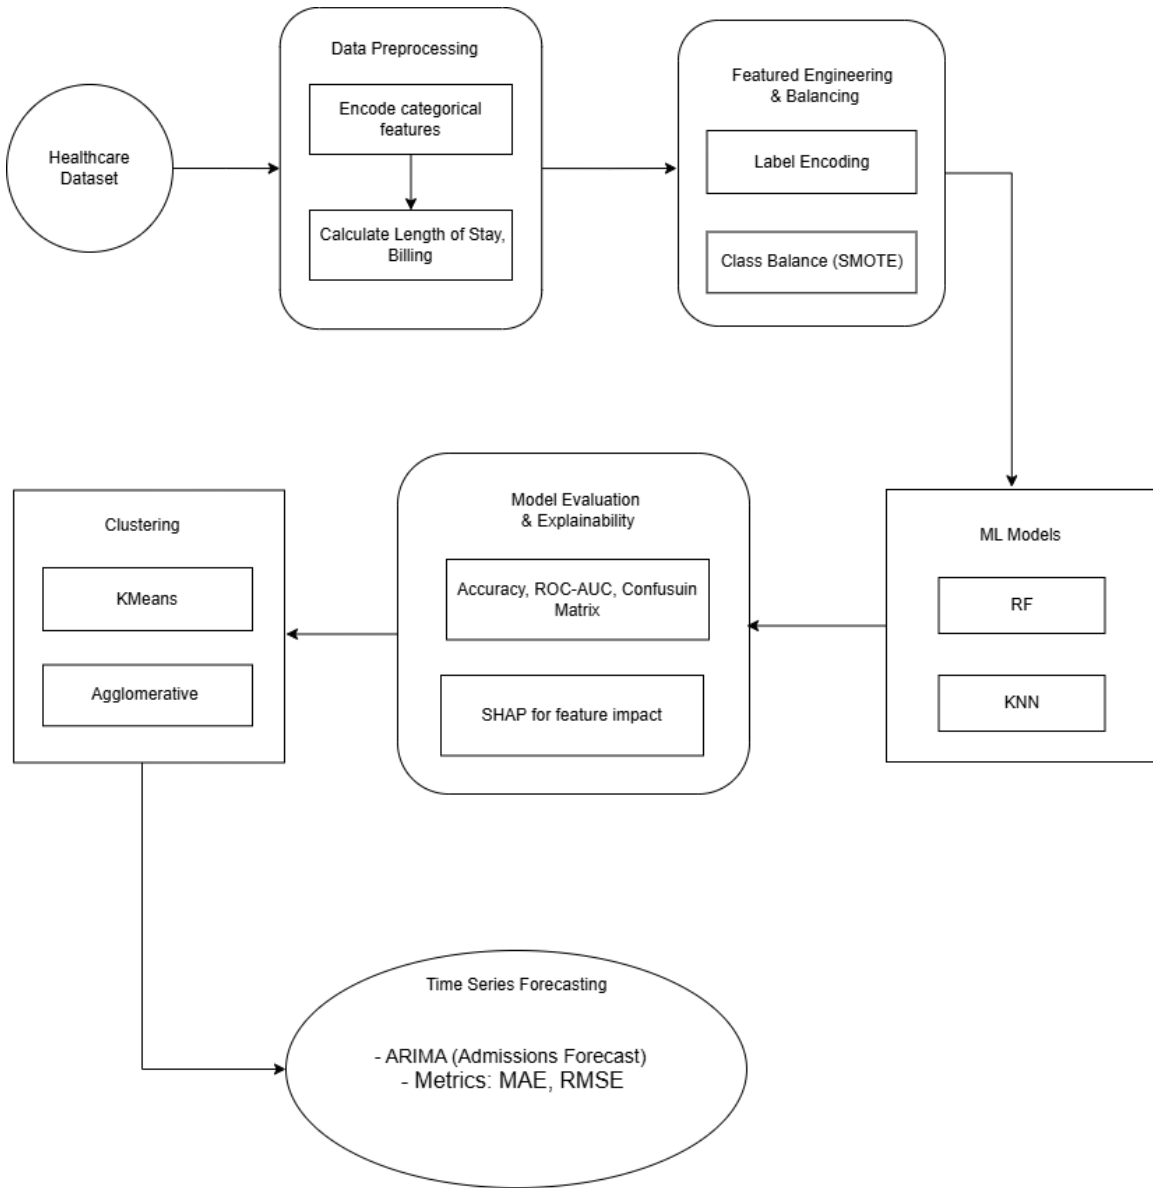 Healthcare
Dataset
Data Preprocessing
Encode categorical
features
Calculate Length of Stay,
Billing
Featured Engineering
& Balancing
Label Encoding
Class Balance (SMOTE)
ML Models
RF
KNN
Model Evaluation
& Explainability
Accuracy, ROC-AUC, Confusuin
Matrix
SHAP for feature impact
Clustering
KMeans
Agglomerative
Time Series Forecasting
- ARIMA (Admissions Forecast)
- Metrics: MAE, RMSE